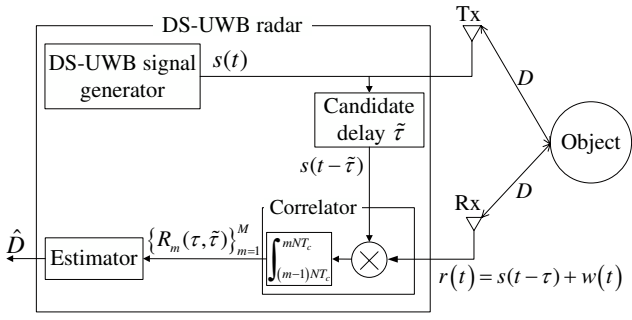 DS-UWB radar
Tx
DS-UWB signal
generator
s(t)
D
Candidate
delay τ̃
Object
s(t−τ̃)
D
Rx
Correlator
D̂
Estimator
{R_m(τ,τ̃)}_{m=1}^{M}
∫_{(m−1)NT_c}^{mNT_c}
×
r(t)=s(t−τ)+w(t)